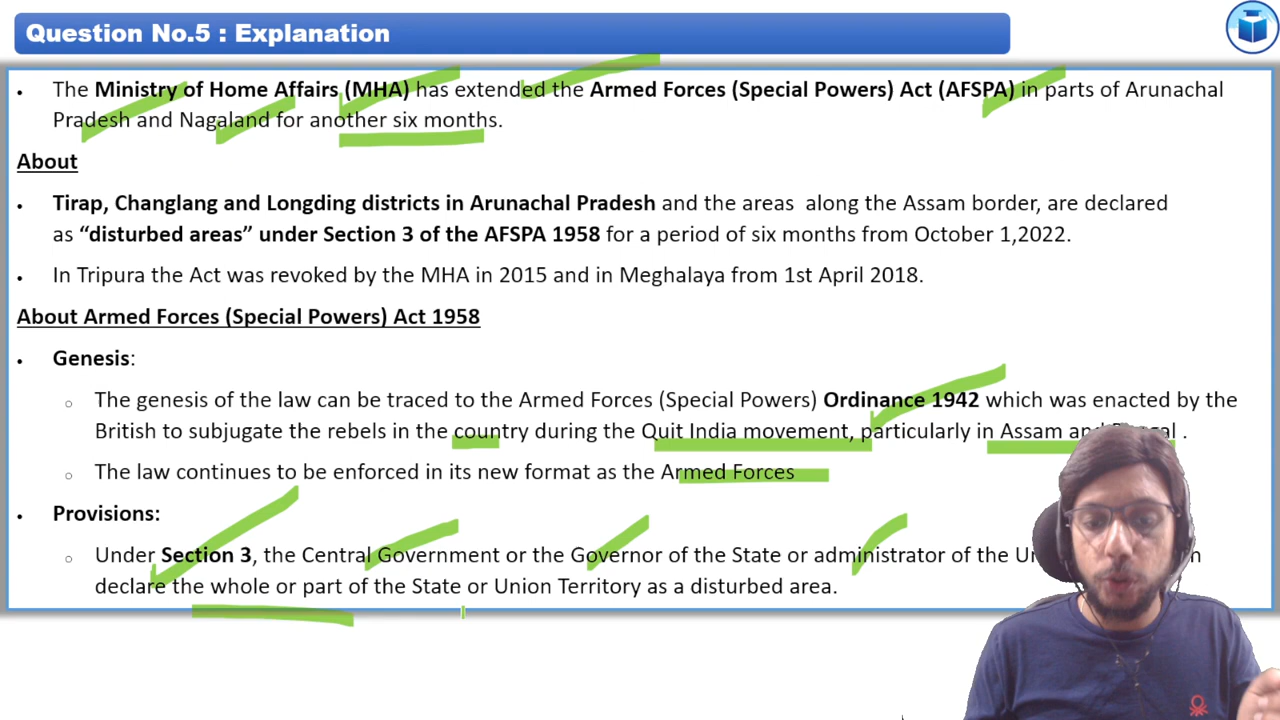 Question No.5 : Explanation
• The Ministry of Home Affairs (MHA) has extended the Armed Forces (Special Powers) Act (AFSPA) in parts of Arunachal
Pradesh and Nagaland for another six months.
About
• Tirap, Changlang and Longding districts in Arunachal Pradesh and the areas along the Assam border, are declared
as “disturbed areas” under Section 3 of the AFSPA 1958 for a period of six months from October 1,2022.
• In Tripura the Act was revoked by the MHA in 2015 and in Meghalaya from 1st April 2018.
About Armed Forces (Special Powers) Act 1958
• Genesis:
o The genesis of the law can be traced to the Armed Forces (Special Powers) Ordinance 1942 which was enacted by the
British to subjugate the rebels in the country during the Quit India movement, particularly in Assam and .
o The law continues to be enforced in its new format as the Armed Forces
• Provisions:
o Under Section 3, the Central Government or the Governor of the State or administrator of the
declare the whole or part of the State or Union Territory as a disturbed area.